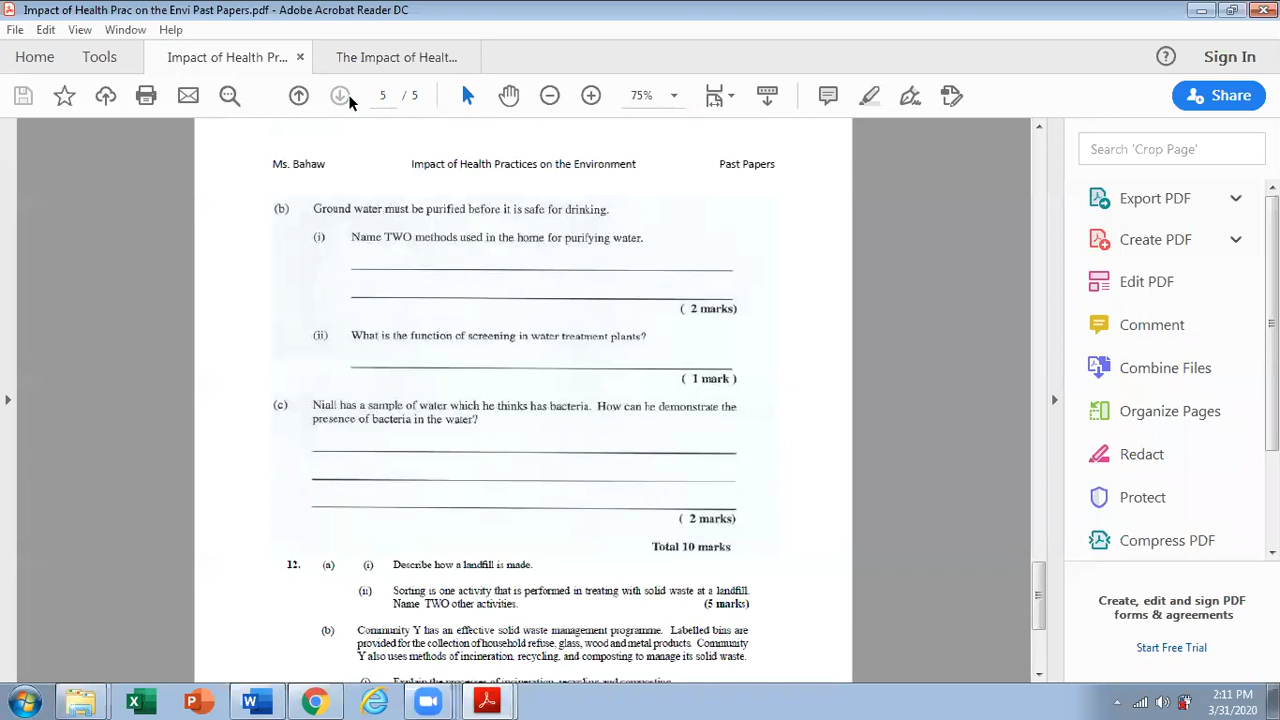 Impact of Health Prac on the Envi Past Papers.pdf - Adobe Acrobat Reader DC
File Edit View Window Help
Home Tools Impact of Health Pr... × The Impact of Healt... Sign In
5 / 5 75% Share
Ms. Bahaw Impact of Health Practices on the Environment Past Papers
(b) Ground water must be purified before it is safe for drinking.
(i) Name TWO methods used in the home for purifying water.
( 2 marks)
(ii) What is the function of screening in water treatment plants?
( 1 mark )
(c) Niall has a sample of water which he thinks has bacteria. How can he demonstrate the
presence of bacteria in the water?
( 2 marks)
Total 10 marks
12. (a) (i) Describe how a landfill is made.
(ii) Sorting is one activity that is performed in treating with solid waste at a landfill.
Name TWO other activities. (5 marks)
(b) Community Y has an effective solid waste management programme. Labelled bins are
provided for the collection of household refuse, glass, wood and metal products. Community
Y also uses methods of incineration, recycling, and composting to manage its solid waste.
(i) Explain the processes of incineration, recycling and composting
Search 'Crop Page'
Export PDF
Create PDF
Edit PDF
Comment
Combine Files
Organize Pages
Redact
Protect
Compress PDF
Create, edit and sign PDF
forms & agreements
Start Free Trial
2:11 PM
3/31/2020